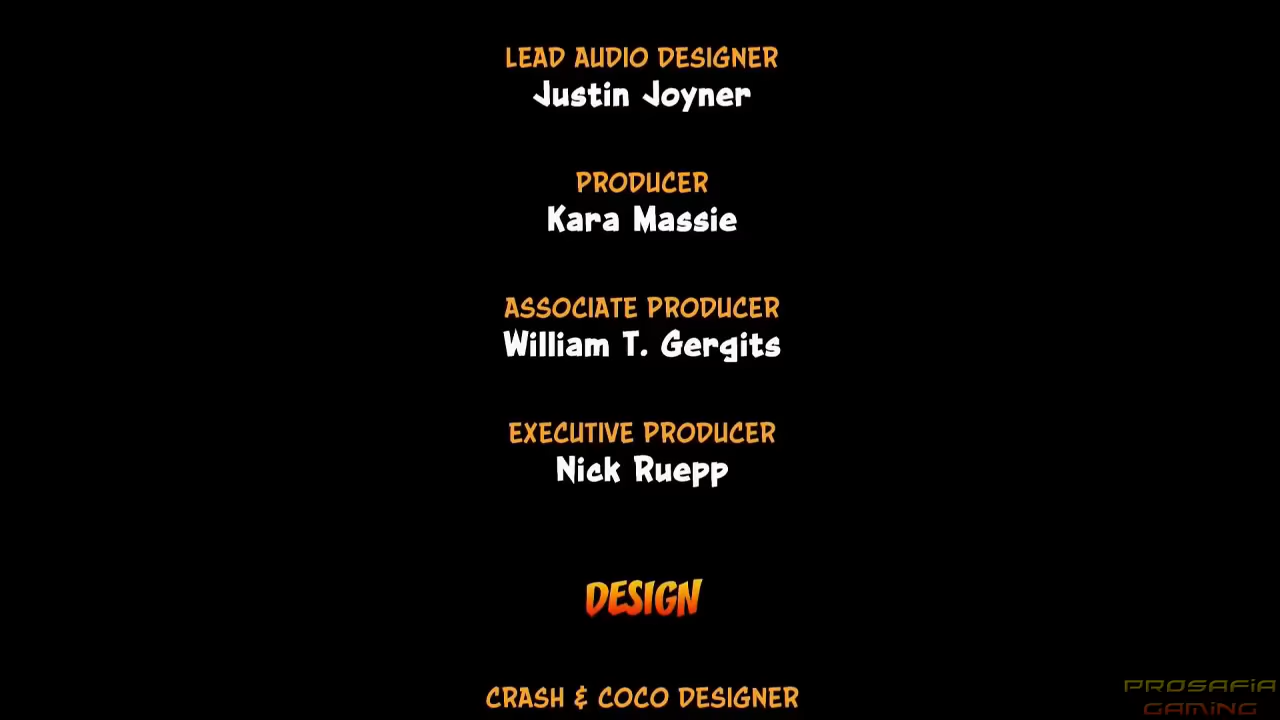 LEAD AUDIO DESIGNER
Justin Joyner
PRODUCER
Kara Massie
ASSOCIATE PRODUCER
William T. Gergits
EXECUTIVE PRODUCER
Nick Ruepp
DESIGN
CRASH & COCO DESIGNER
PROSAFiA
GAMiNG